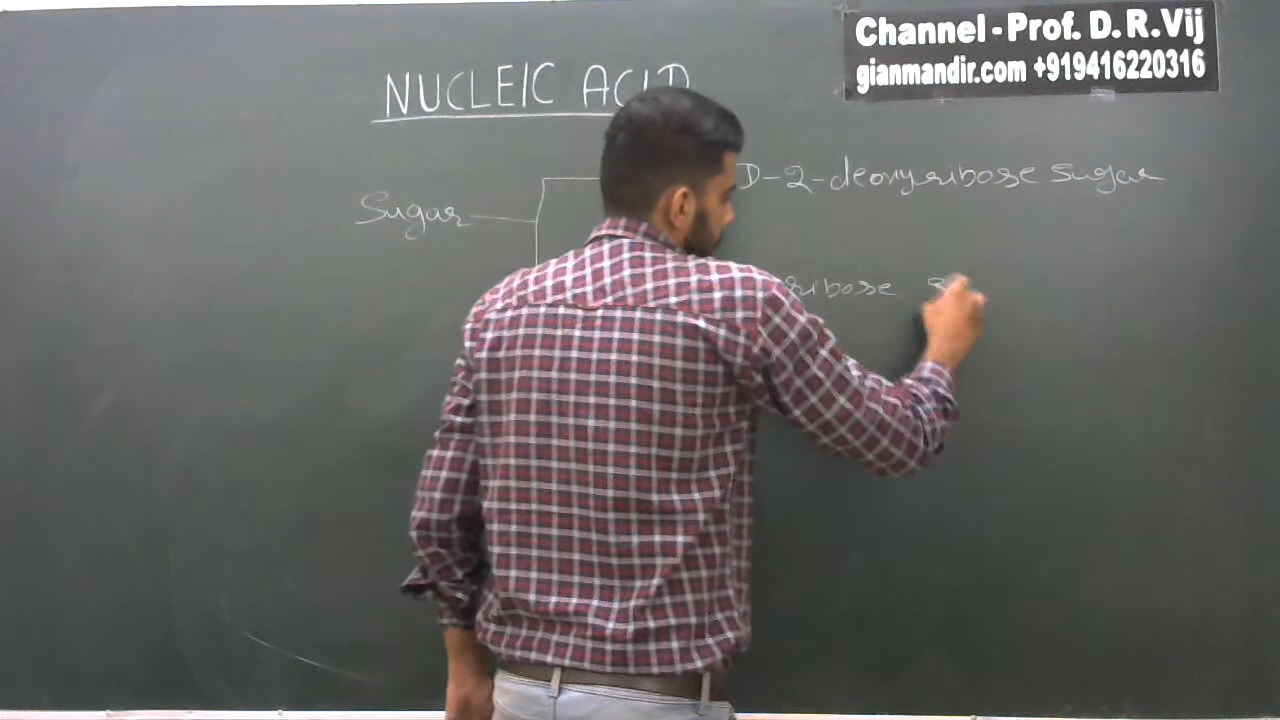 Channel - Prof. D. R. Vij
gianmandir.com +919416220316
NUCLEIC ACID
D-2-deoxyribose Sugar
Sugar
ribose